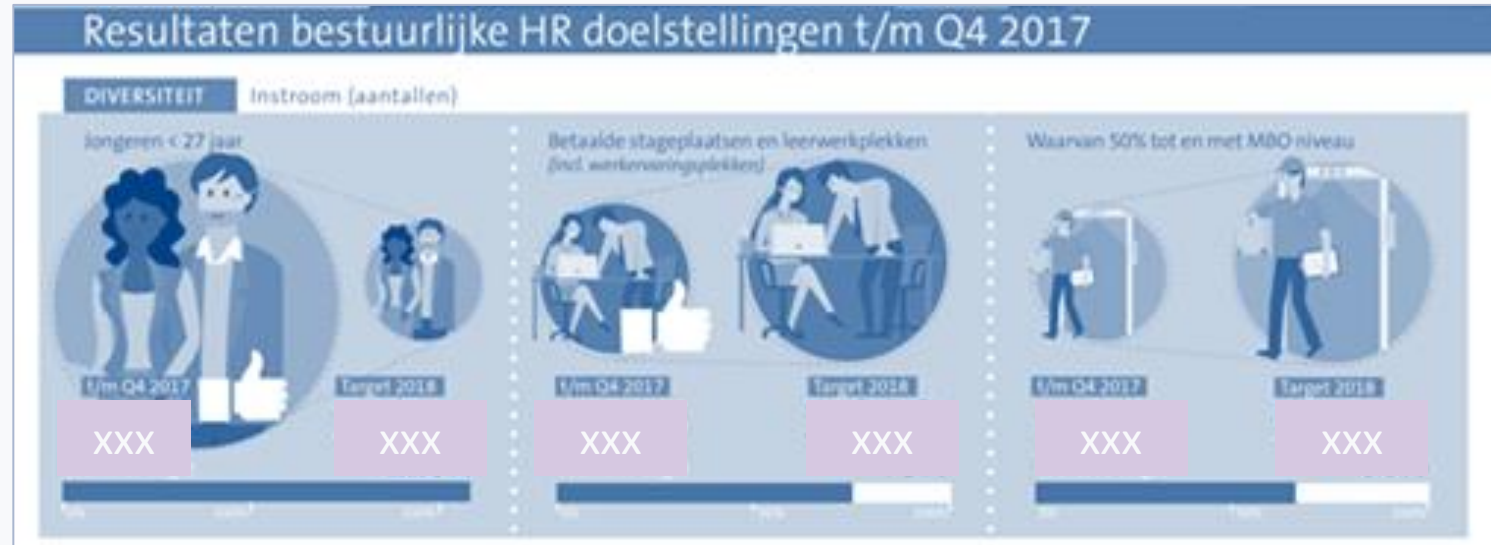 Resultaten bestuurlijke HR doelstellingen t/m Q4 2017
DIVERSITEIT Instroom (aantallen)
Jongeren < 27 jaar
t/m Q4 2017 Target 2018
XXX XXX
Betaalde stageplaatsen en leerwerkplekken
(incl. werkervaringsplekken)
t/m Q4 2017 Target 2018
XXX XXX
Waarvan 50% tot en met MBO niveau
t/m Q4 2017 Target 2018
XXX XXX